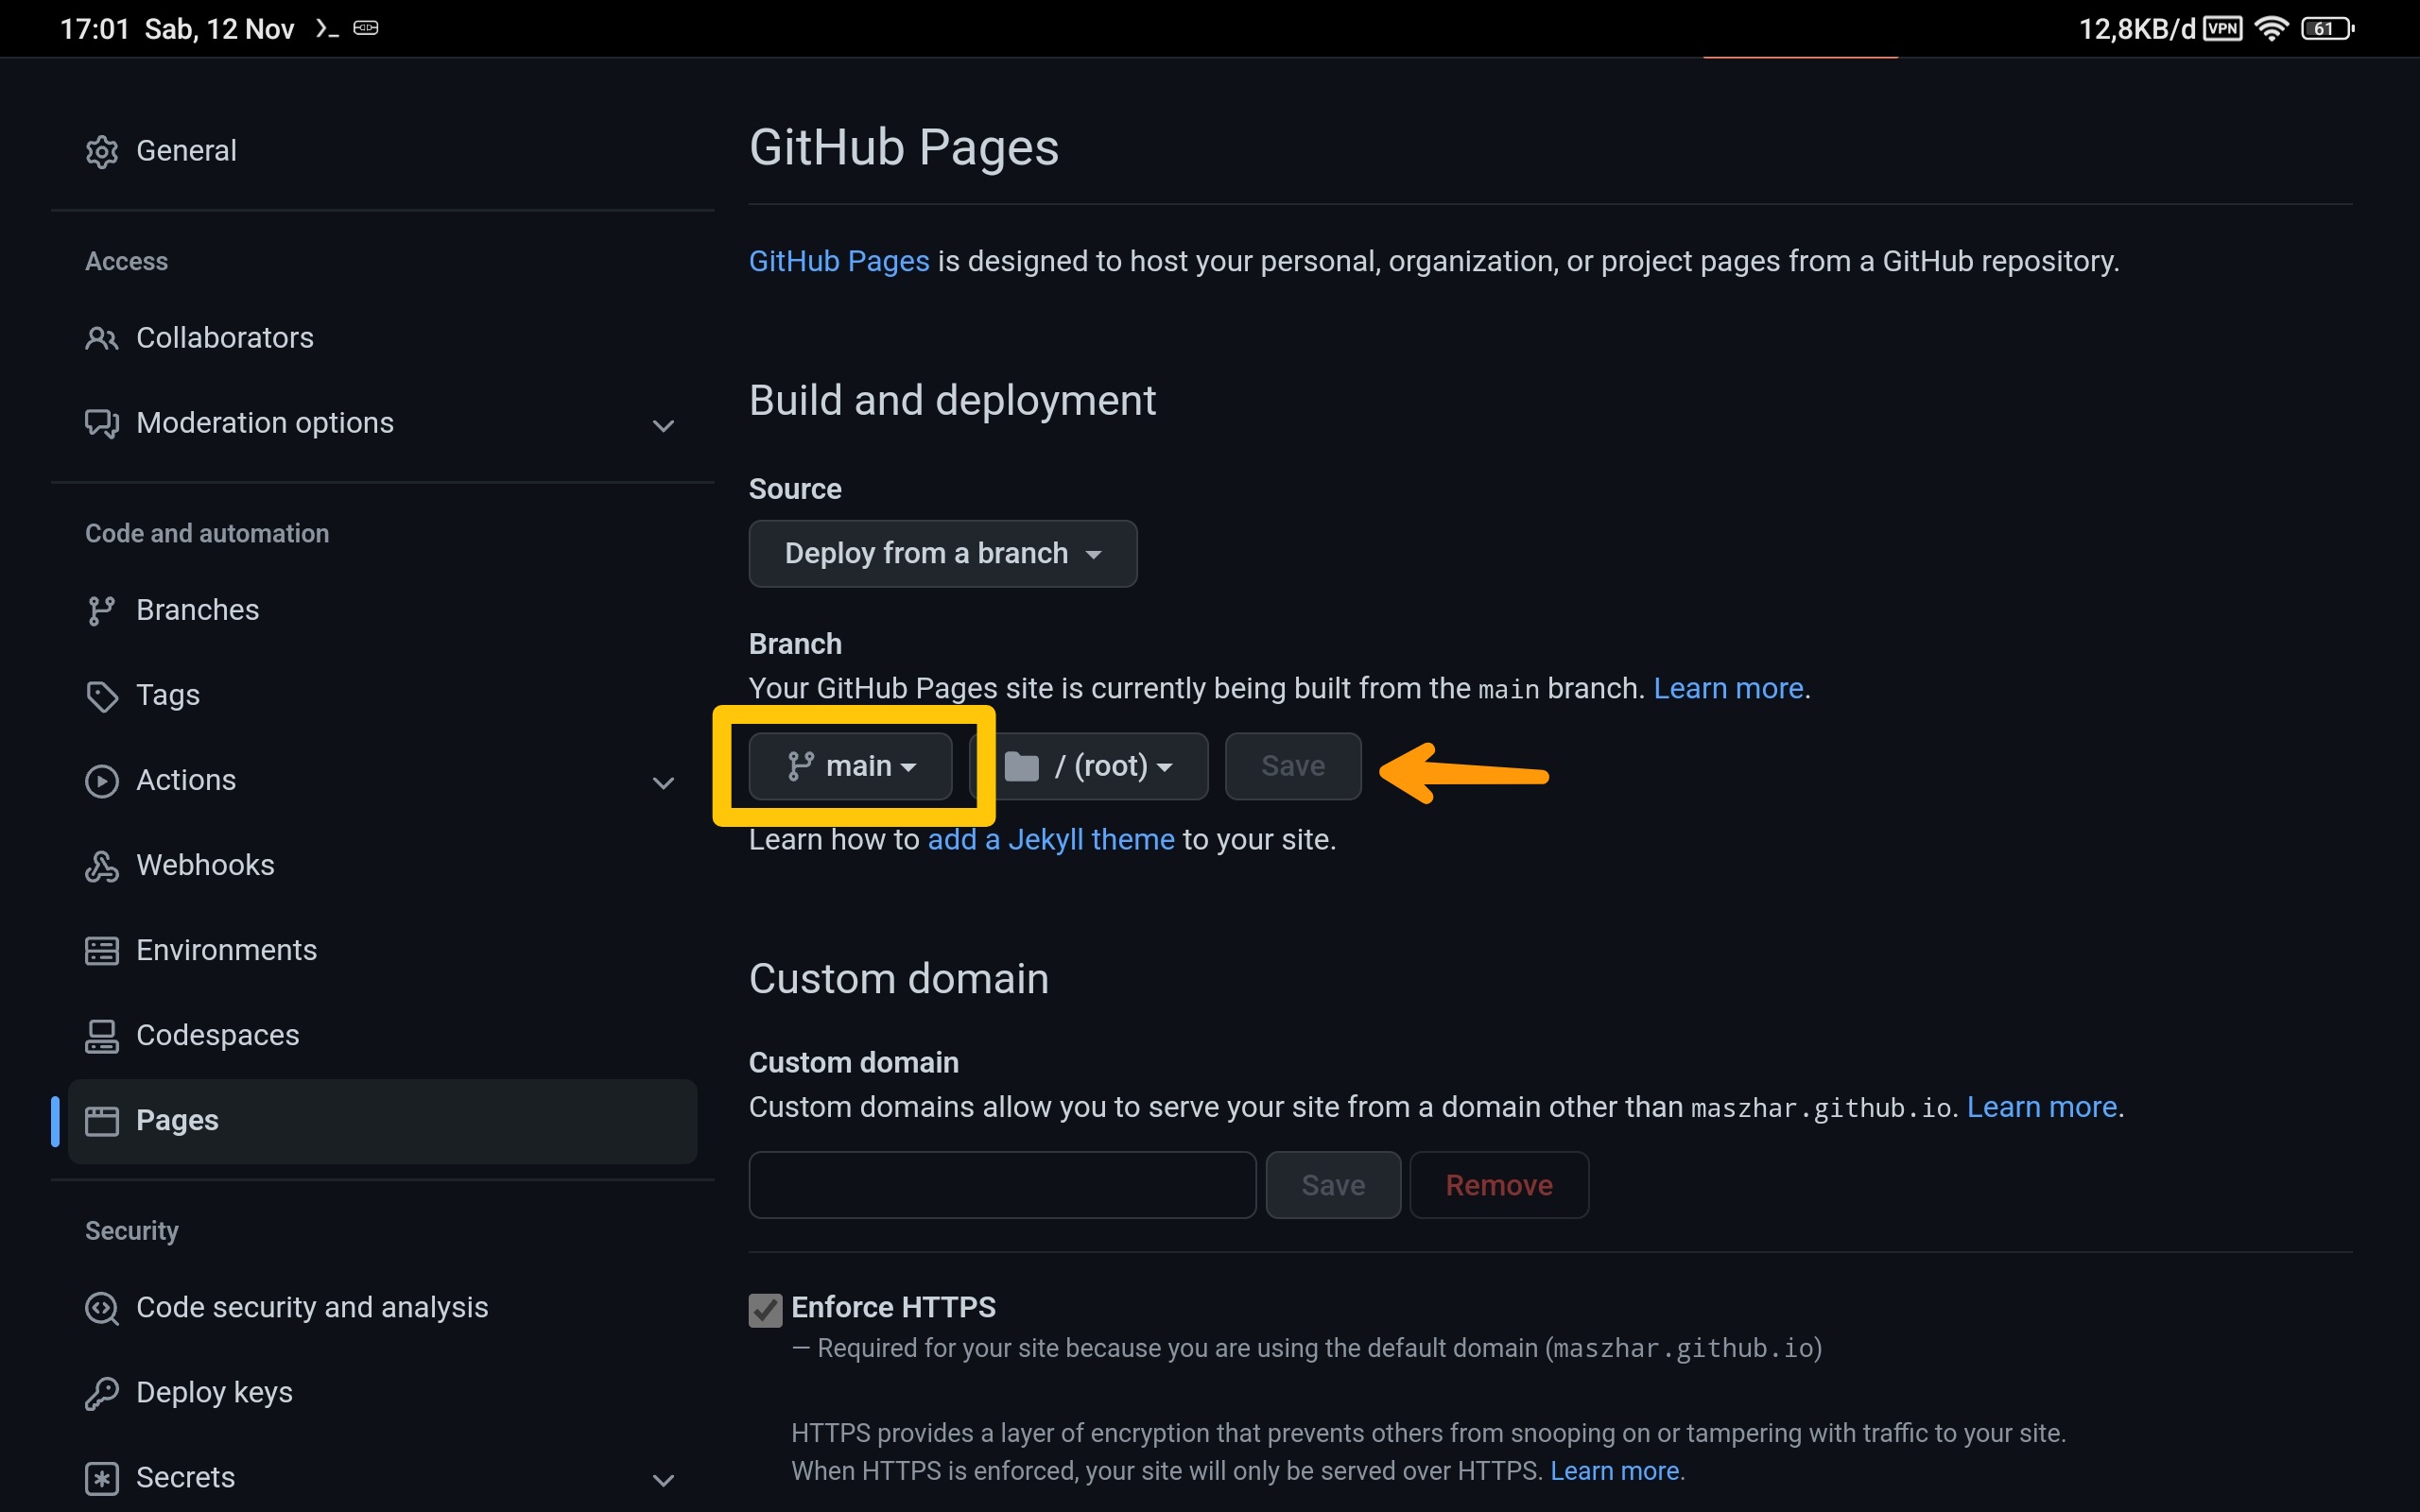 17:01 Sab, 12 Nov
12,8KB/d VPN 61
General
Access
Collaborators
Moderation options
Code and automation
Branches
Tags
Actions
Webhooks
Environments
Codespaces
Pages
Security
Code security and analysis
Deploy keys
Secrets
GitHub Pages
GitHub Pages is designed to host your personal, organization, or project pages from a GitHub repository.
Build and deployment
Source
Deploy from a branch
Branch
Your GitHub Pages site is currently being built from the main branch. Learn more.
main / (root) Save
Learn how to add a Jekyll theme to your site.
Custom domain
Custom domain
Custom domains allow you to serve your site from a domain other than maszhar.github.io. Learn more.
Save Remove
Enforce HTTPS
— Required for your site because you are using the default domain (maszhar.github.io)
HTTPS provides a layer of encryption that prevents others from snooping on or tampering with traffic to your site.
When HTTPS is enforced, your site will only be served over HTTPS. Learn more.